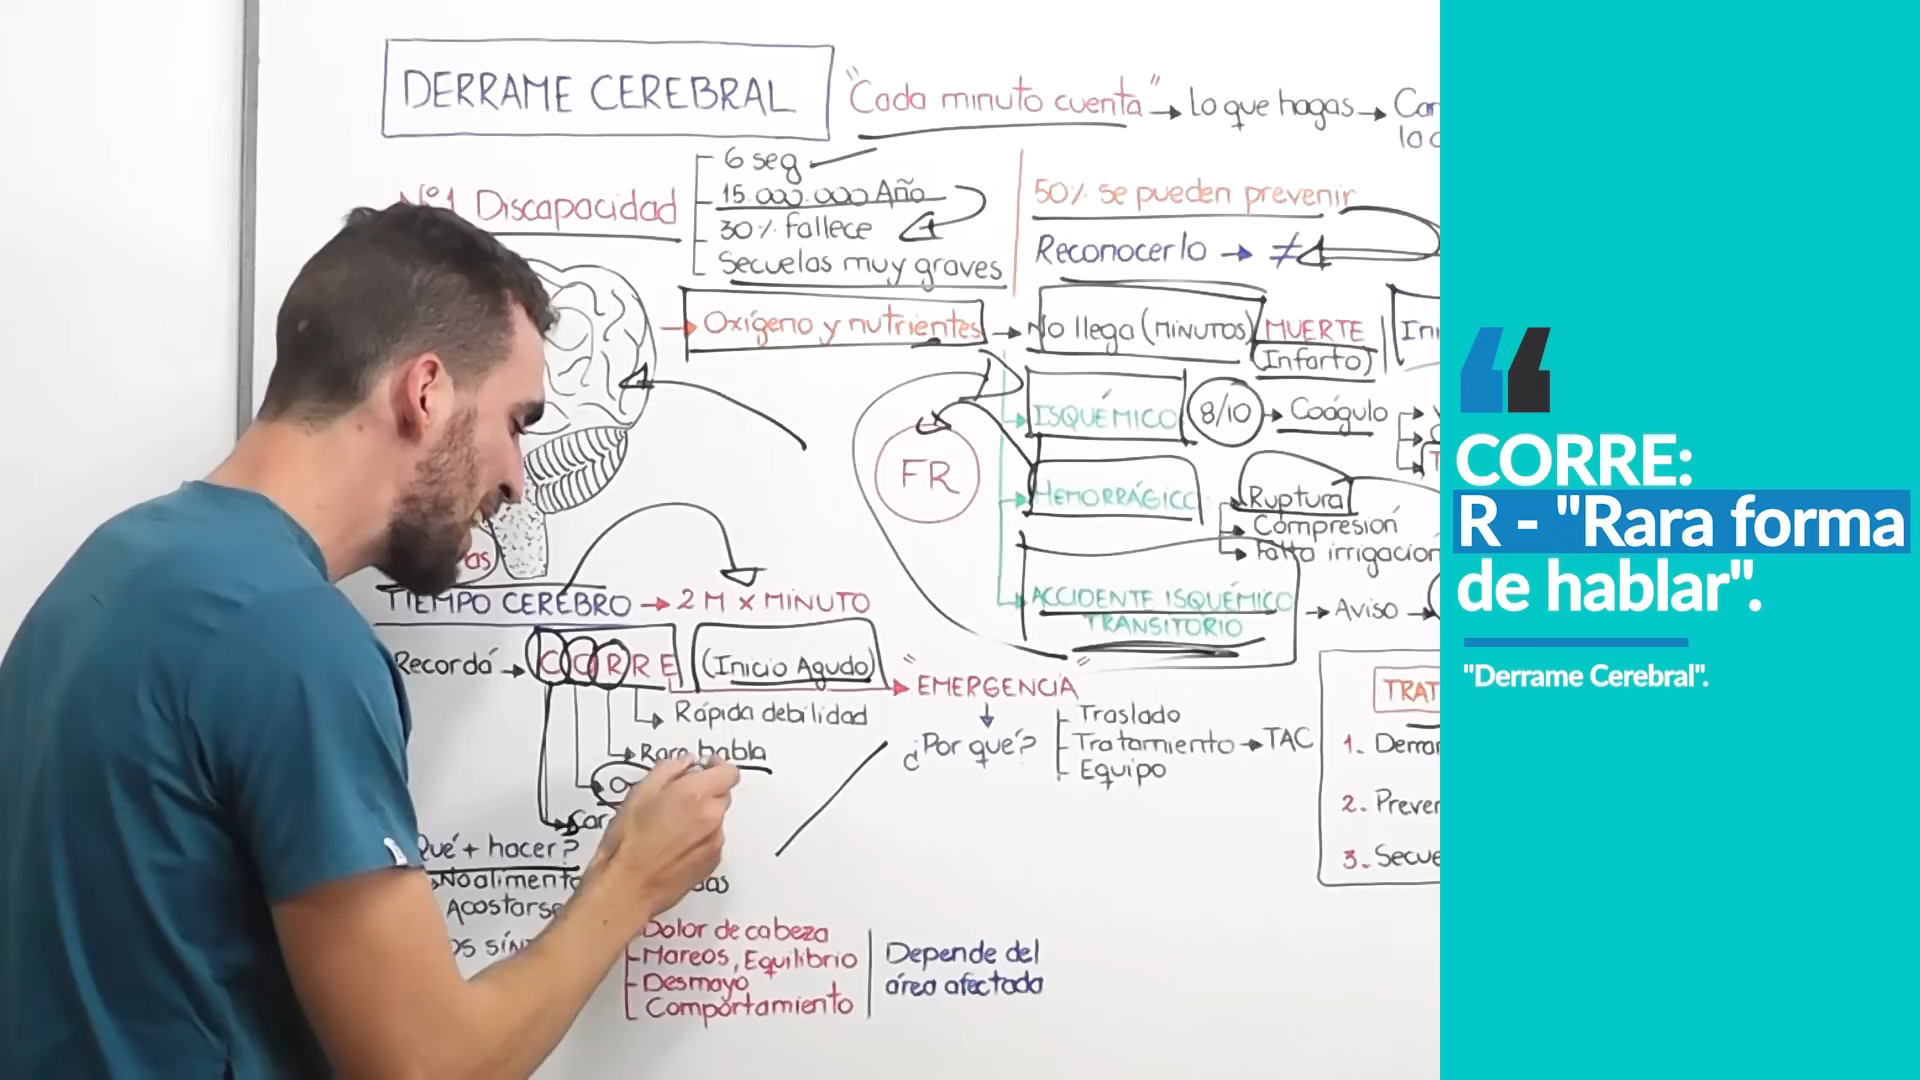 DERRAME CEREBRAL
"Cada minuto cuenta" → Lo que hagas →
Nº1 Discapacidad
6 seg
15.000.000 Año
30% fallece
Secuelas muy graves
50% se pueden prevenir
Reconocerlo → ≠
→ Oxígeno y nutrientes → No llega (MINUTOS) MUERTE
(Infarto)
ISQUÉMICO 8/10 → Coágulo
FR
HEMORRÁGICO
Ruptura
Compresión
Falta irrigación
ACCIDENTE ISQUÉMICO
TRANSITORIO
→ Aviso →
TIEMPO CEREBRO → 2 M x MINUTO
Recordá → CORRE (Inicio Agudo)
"EMERGENCIA"
Rápida debilidad
Rara habla
¿Por qué?
Traslado
Tratamiento → TAC
Equipo
Qué + hacer?
No alimento
Acostarse
Dolor de cabeza
Mareos, Equilibrio
Desmayo
Comportamiento
Depende del
área afectada
1.
2.
3.
CORRE:
R - "Rara forma
de hablar".
"Derrame Cerebral".